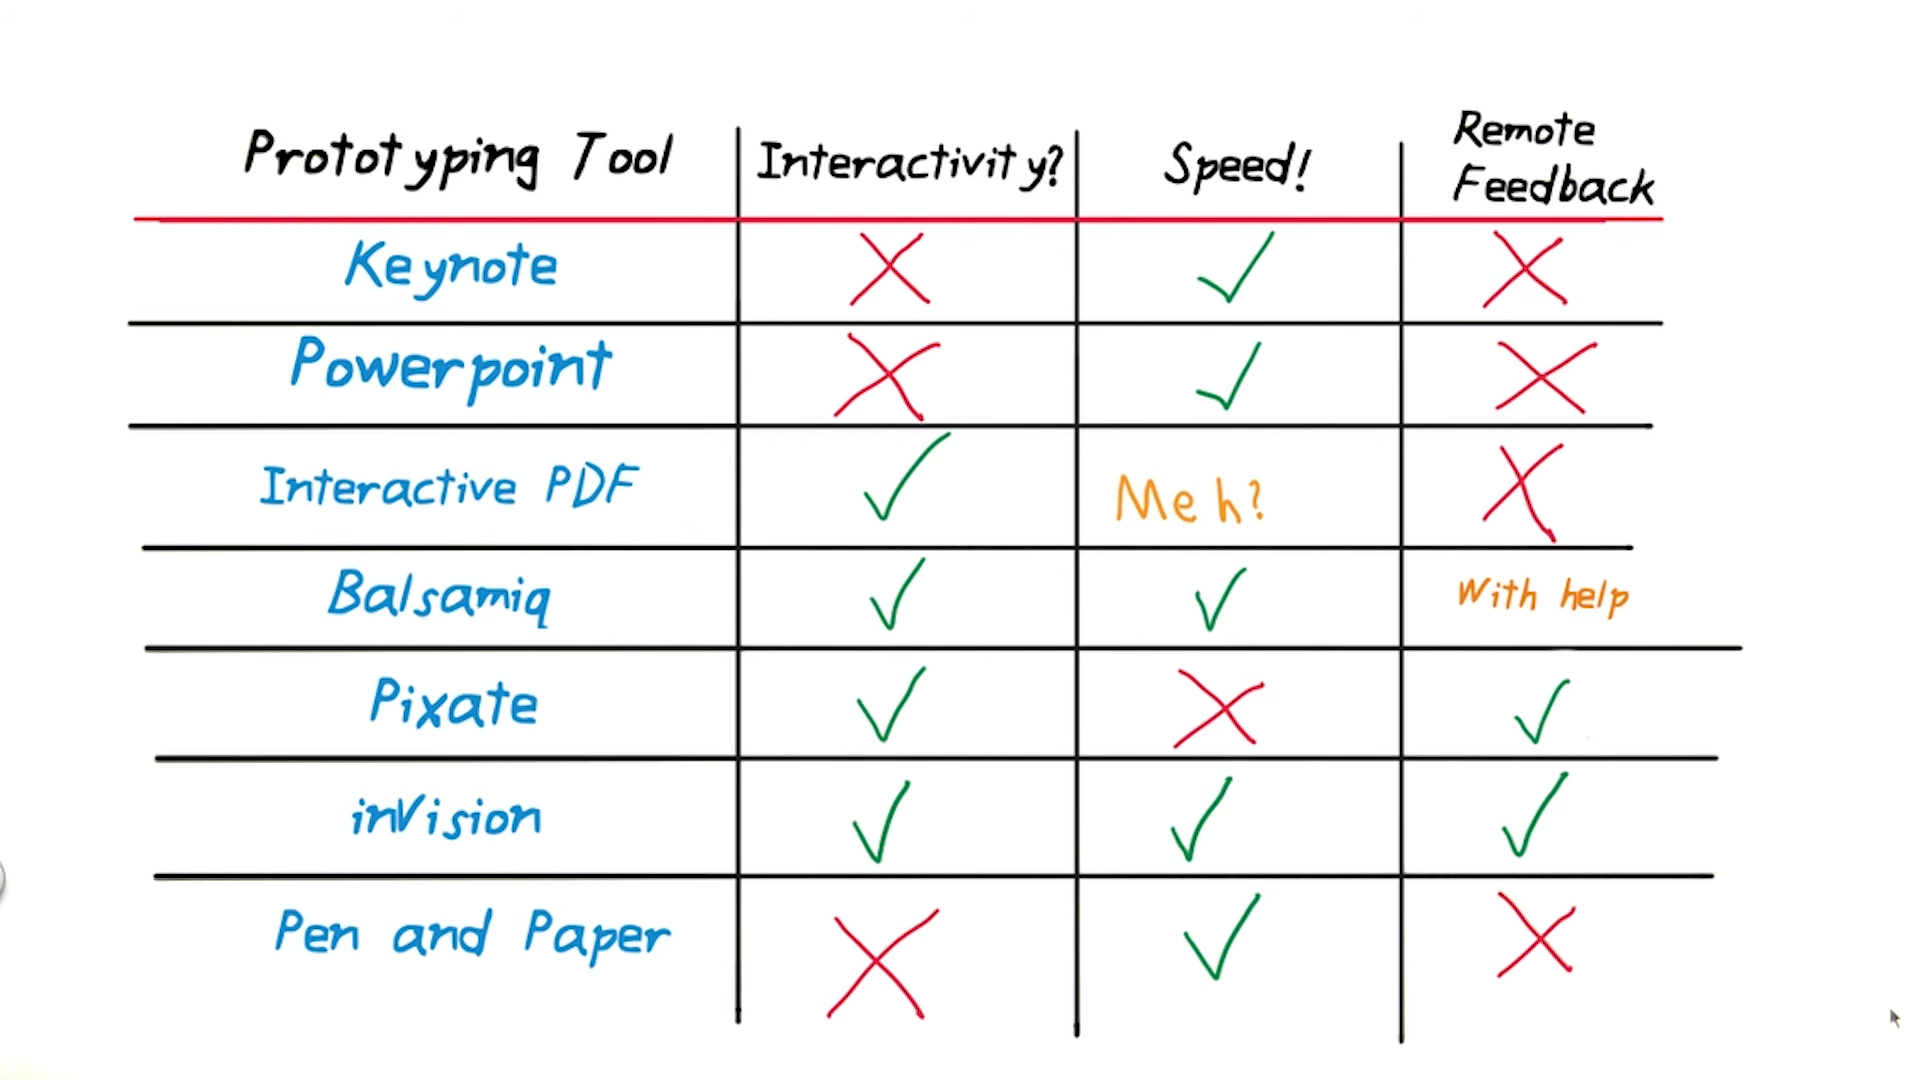 Prototyping Tool Interactivity? Speed! Remote Feedback
Keynote
Powerpoint
Interactive PDF Meh?
Balsamiq With help
Pixate
inVision
Pen and Paper